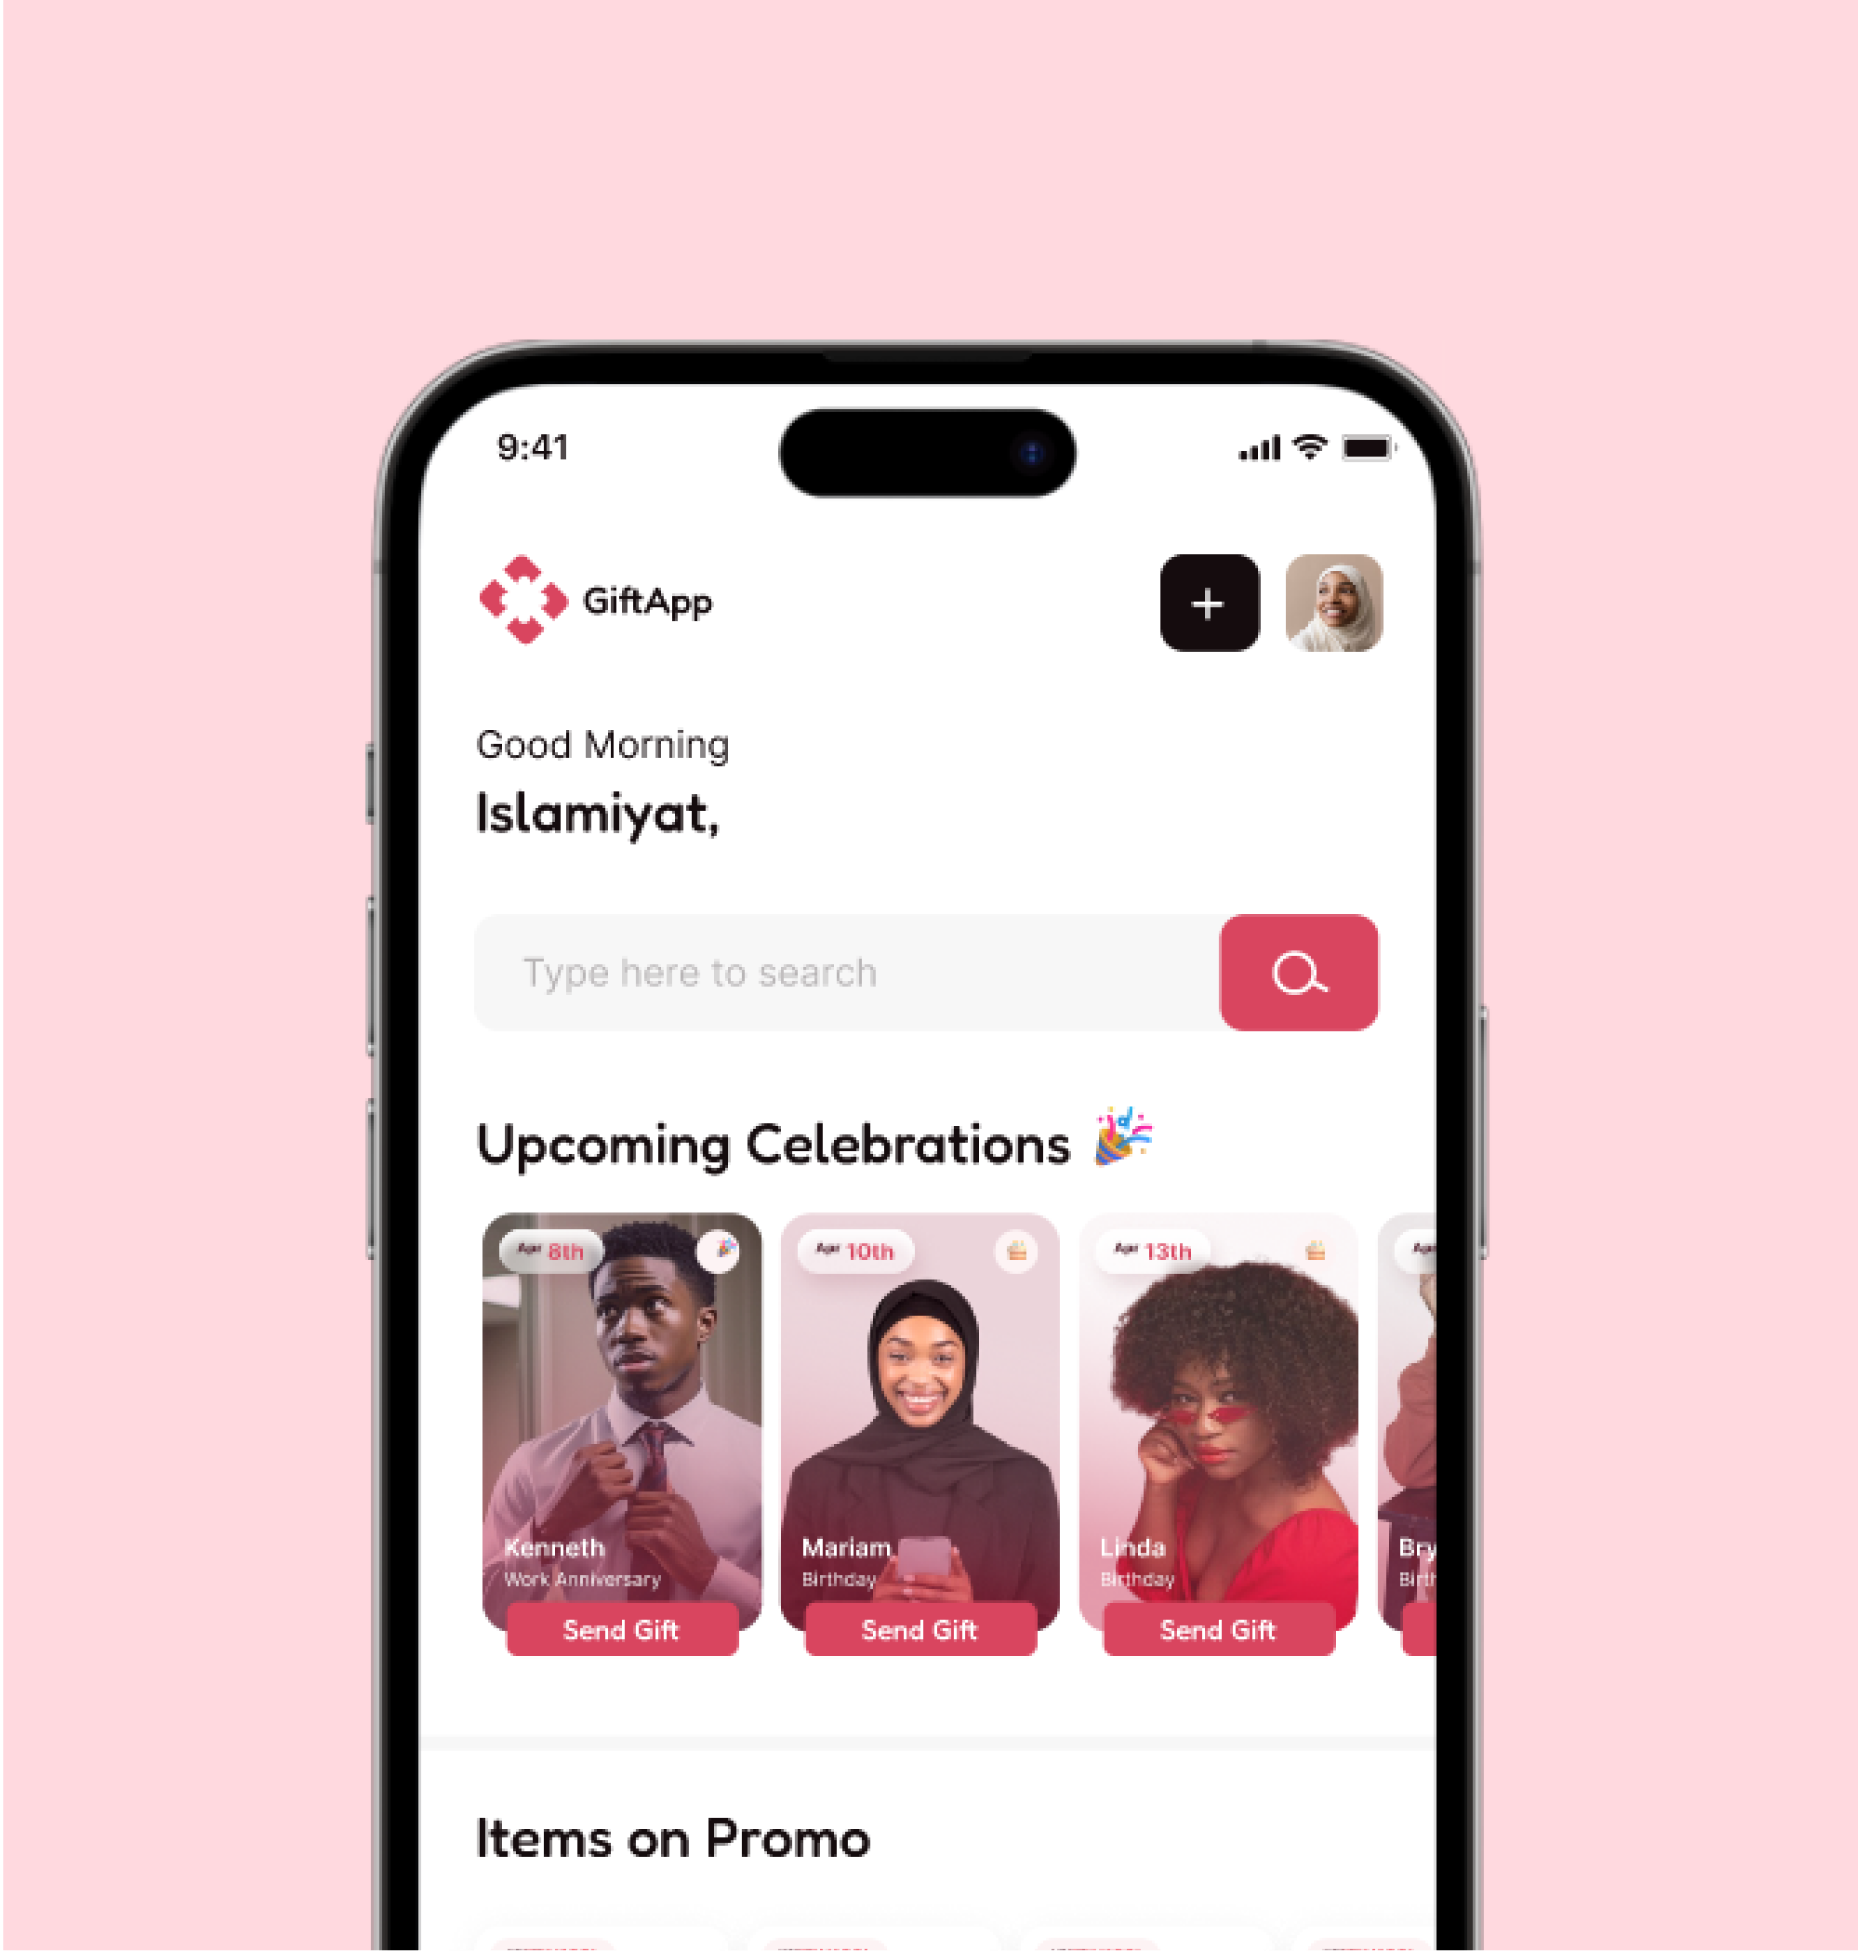 9:41
GiftApp
Good Morning
Islamiyat,
Type here to search
Upcoming Celebrations
Apr 8th
Apr 10th
Apr 13th
Apr
Kenneth
Work Anniversary
Send Gift
Mariam
Birthday
Send Gift
Linda
Birthday
Send Gift
Bry
Birth
Items on Promo